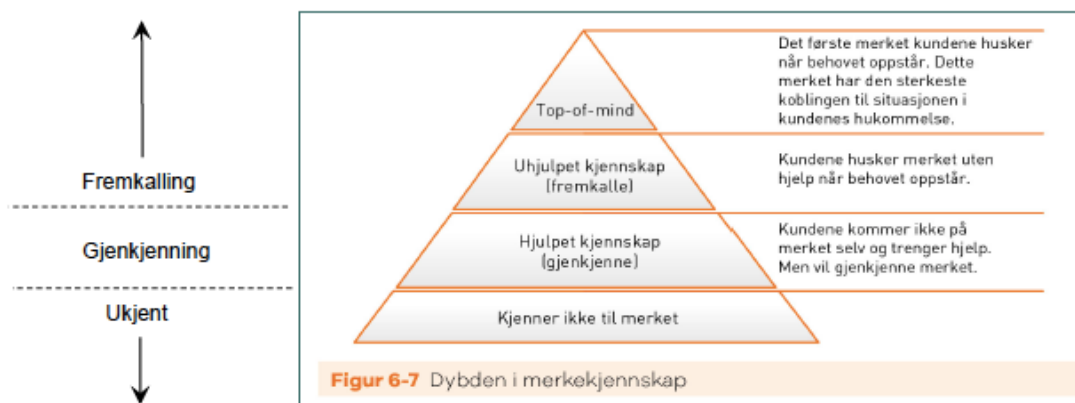 Fremkalling
Gjenkjenning
Ukjent
Top-of-mind
Det første merket kundene husker
når behovet oppstår. Dette
merket har den sterkeste
koblingen til situasjonen i
kundenes hukommelse.
Uhjulpet kjennskap
(fremkalle)
Kundene husker merket uten
hjelp når behovet oppstår.
Hjulpet kjennskap
(gjenkjenne)
Kundene kommer ikke på
merket selv og trenger hjelp.
Men vil gjenkjenne merket.
Kjenner ikke til merket
Figur 6-7 Dybden i merkekjennskap